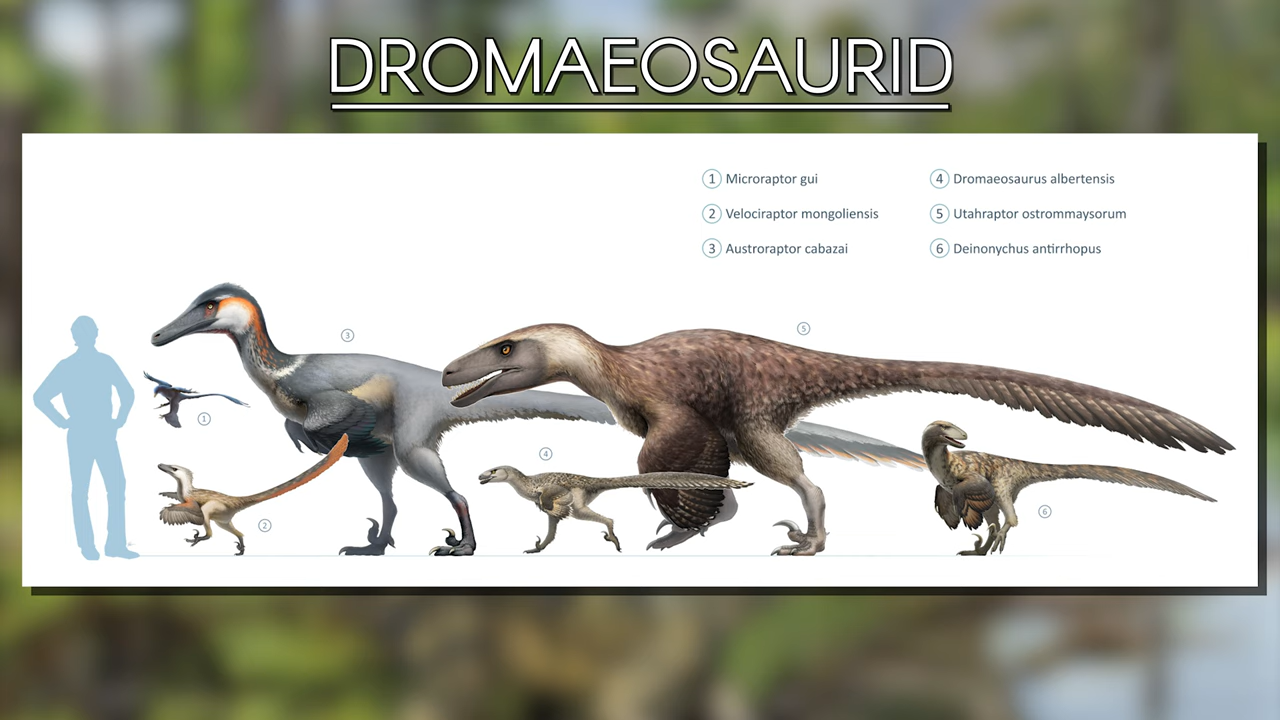 DROMAEOSAURID
1 Microraptor gui
2 Velociraptor mongoliensis
3 Austroraptor cabazai
4 Dromaeosaurus albertensis
5 Utahraptor ostrommaysorum
6 Deinonychus antirrhopus
3
5
1
4
2
6